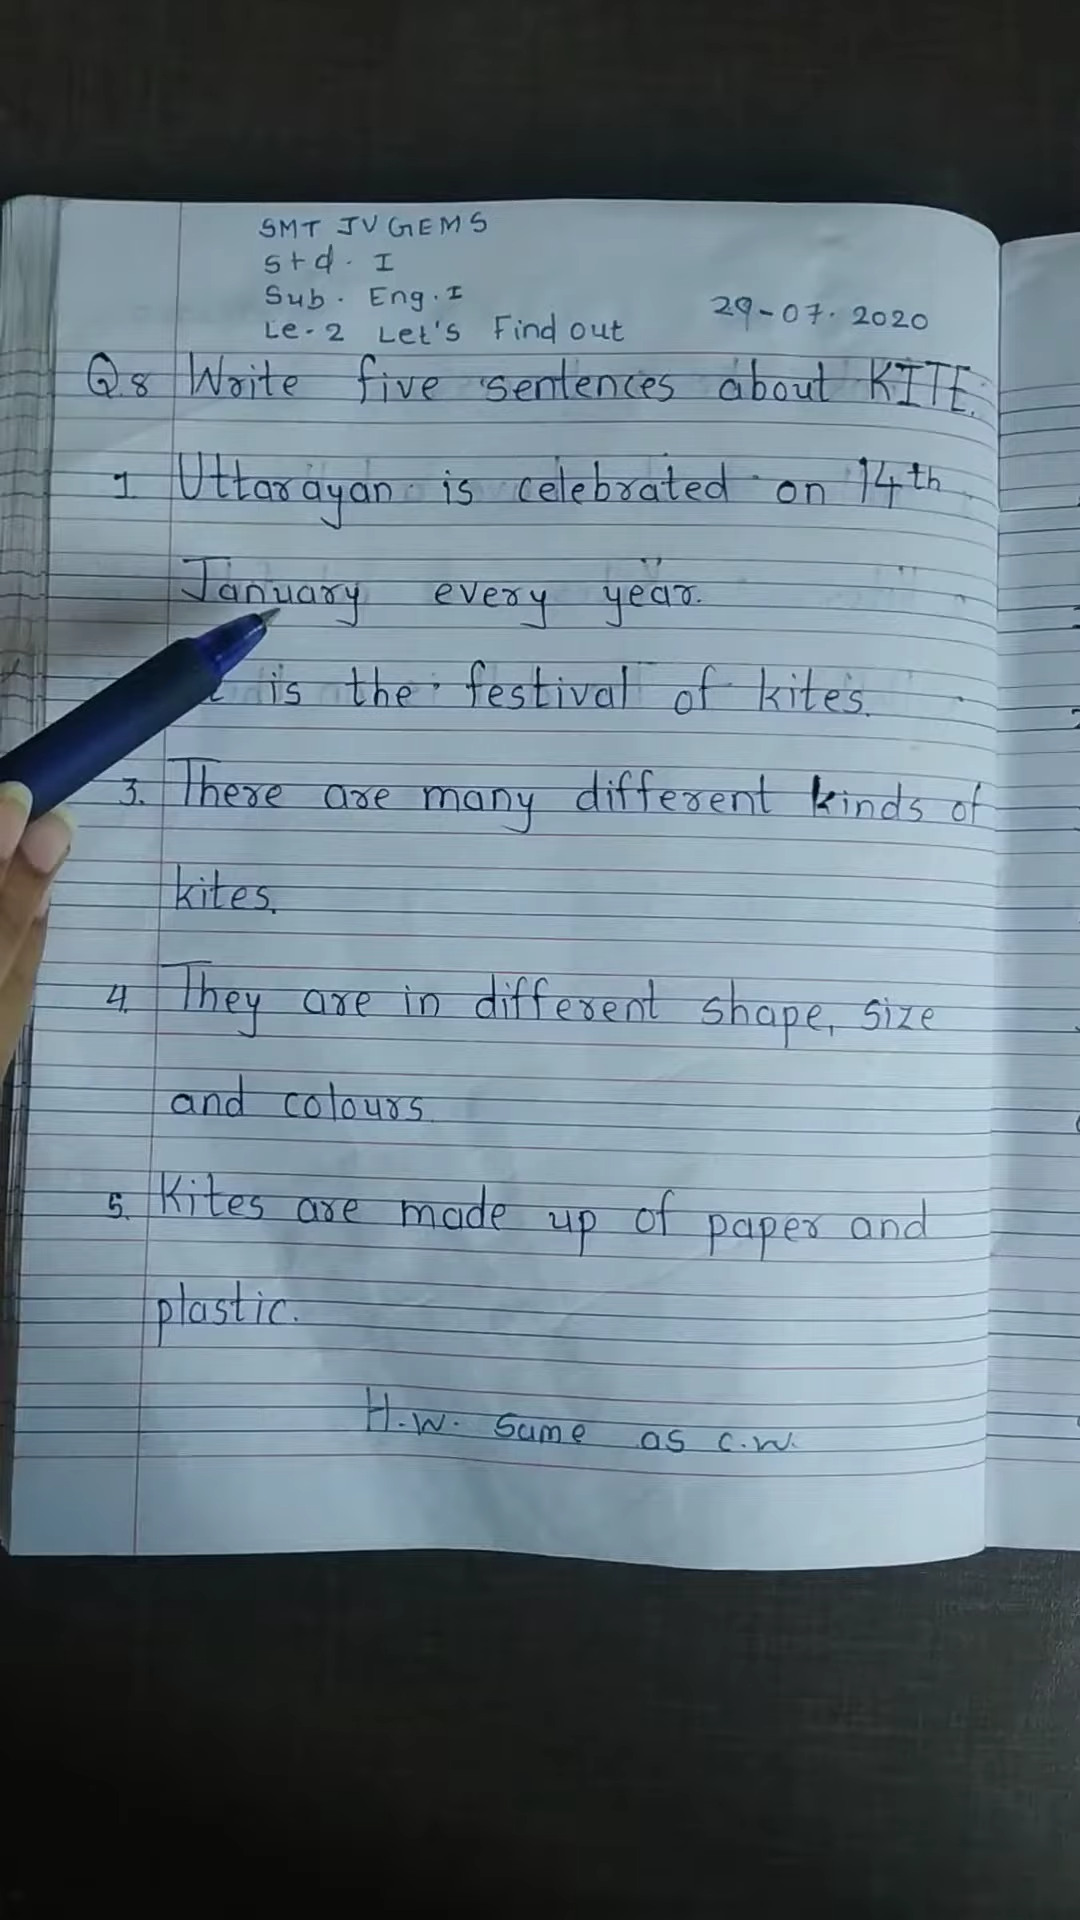 SMT JV GEMS
Std. I
Sub. Eng. I
Le-2 Let's Find out
29-07.2020
Q.8 Write five sentences about KITE.
1 Uttarayan is celebrated on 14th
January every year.
is the festival of kites.
3. There are many different kinds of
kites.
4. They are in different shape, size
and colours.
5. Kites are made up of paper and
plastic.
H.W. Same as C.W.